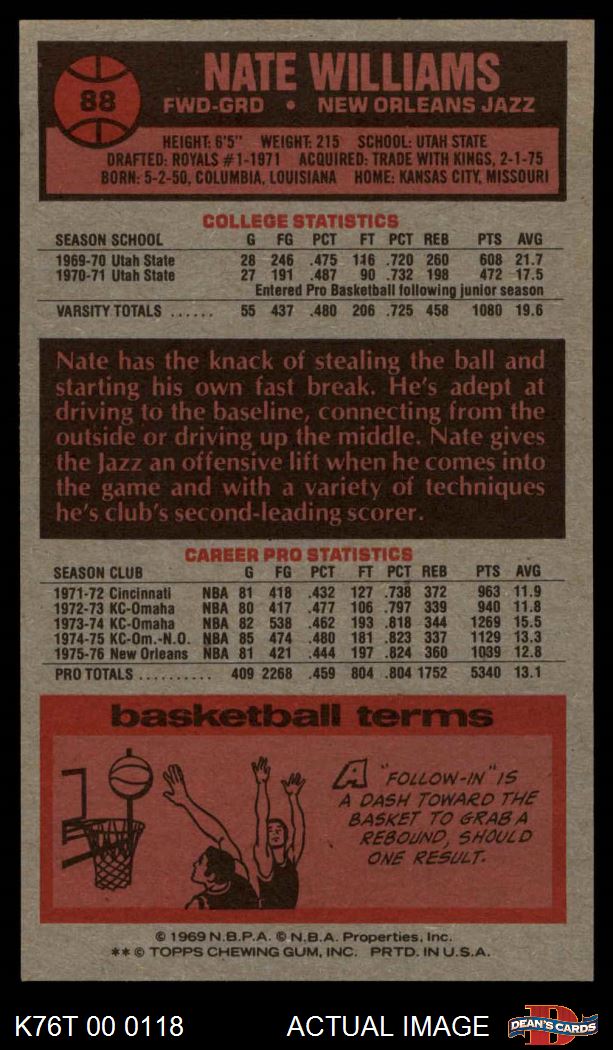 88
NATE WILLIAMS
FWD-GRD • NEW ORLEANS JAZZ
HEIGHT: 6'5" WEIGHT: 215 SCHOOL: UTAH STATE
DRAFTED: ROYALS #1-1971 ACQUIRED: TRADE WITH KINGS, 2-1-75
BORN: 5-2-50, COLUMBIA, LOUISIANA HOME: KANSAS CITY, MISSOURI
COLLEGE STATISTICS
SEASON SCHOOL G FG PCT FT PCT REB PTS AVG
1969-70 Utah State 28 246 .475 146 .720 260 608 21.7
1970-71 Utah State 27 191 .487 90 .732 198 472 17.5
Entered Pro Basketball following junior season
VARSITY TOTALS ...... 55 437 .480 206 .725 458 1080 19.6
Nate has the knack of stealing the ball and
starting his own fast break. He's adept at
driving to the baseline, connecting from the
outside or driving up the middle. Nate gives
the Jazz an offensive lift when he comes into
the game and with a variety of techniques
he's club's second-leading scorer.
CAREER PRO STATISTICS
SEASON CLUB G FG PCT FT PCT REB PTS AVG
1971-72 Cincinnati NBA 81 418 .432 127 .738 372 963 11.9
1972-73 KC-Omaha NBA 80 417 .477 106 .797 339 940 11.8
1973-74 KC-Omaha NBA 82 538 .462 193 .818 344 1269 15.5
1974-75 KC-Om.-N.O. NBA 85 474 .480 181 .823 337 1129 13.3
1975-76 New Orleans NBA 81 421 .444 197 .824 360 1039 12.8
PRO TOTALS .......... 409 2268 .459 804 .804 1752 5340 13.1
basketball terms
A "FOLLOW-IN" IS
A DASH TOWARD THE
BASKET TO GRAB A
REBOUND, SHOULD
ONE RESULT.
© 1969 N.B.P.A. © N.B.A. Properties, Inc.
** © TOPPS CHEWING GUM, INC. PRTD. IN U.S.A.
K76T 00 0118 ACTUAL IMAGE
D
DEAN'S CARDS